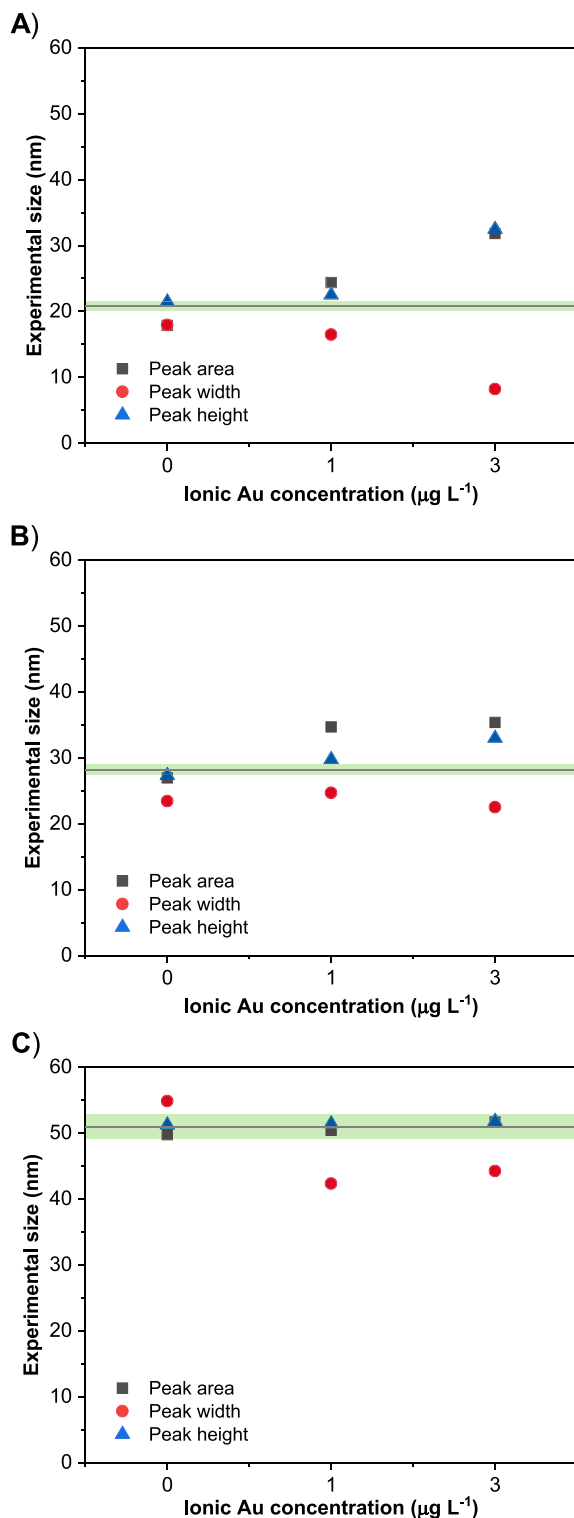 A)
60
50
40
30
20
10
0
Experimental size (nm)
Peak area
Peak width
Peak height
0 1 3
Ionic Au concentration (µg L⁻¹)
B)
60
50
40
30
20
10
0
Experimental size (nm)
Peak area
Peak width
Peak height
0 1 3
Ionic Au concentration (µg L⁻¹)
C)
60
50
40
30
20
10
0
Experimental size (nm)
Peak area
Peak width
Peak height
0 1 3
Ionic Au concentration (µg L⁻¹)